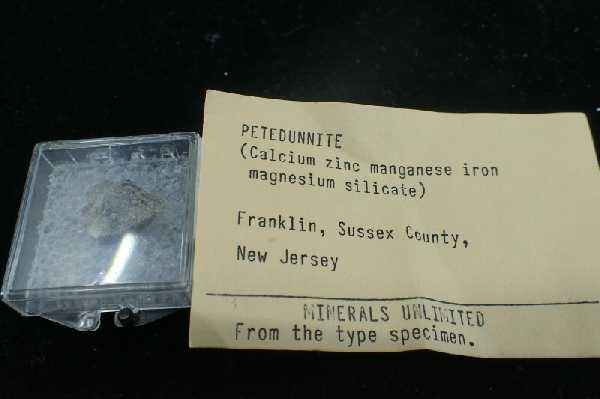 PETEDUNNITE
(Calcium zinc manganese iron
magnesium silicate)
Franklin, Sussex County,
New Jersey
MINERALS UNLIMITED
From the type specimen.